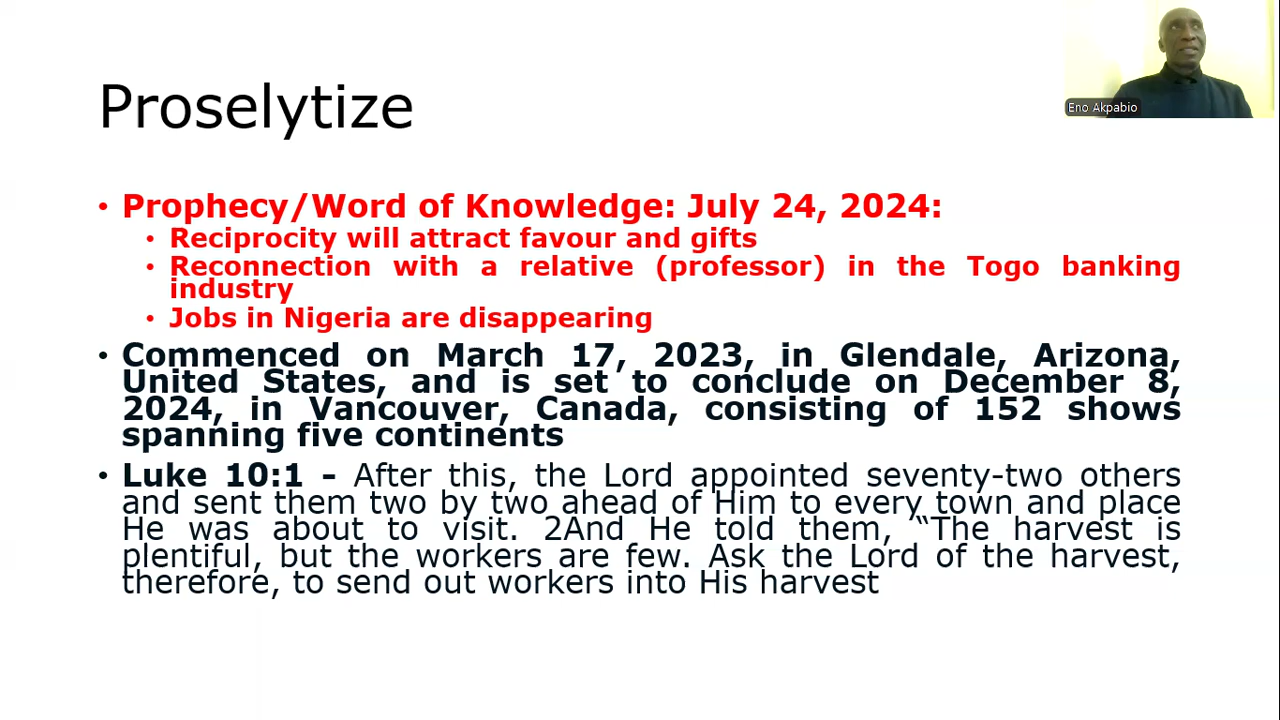 Proselytize
Eno Akpabio
• Prophecy/Word of Knowledge: July 24, 2024:
• Reciprocity will attract favour and gifts
• Reconnection with a relative (professor) in the Togo banking
industry
• Jobs in Nigeria are disappearing
• Commenced on March 17, 2023, in Glendale, Arizona,
United States, and is set to conclude on December 8,
2024, in Vancouver, Canada, consisting of 152 shows
spanning five continents
• Luke 10:1 – After this, the Lord appointed seventy-two others
and sent them two by two ahead of Him to every town and place
He was about to visit. 2And He told them, “The harvest is
plentiful, but the workers are few. Ask the Lord of the harvest,
therefore, to send out workers into His harvest